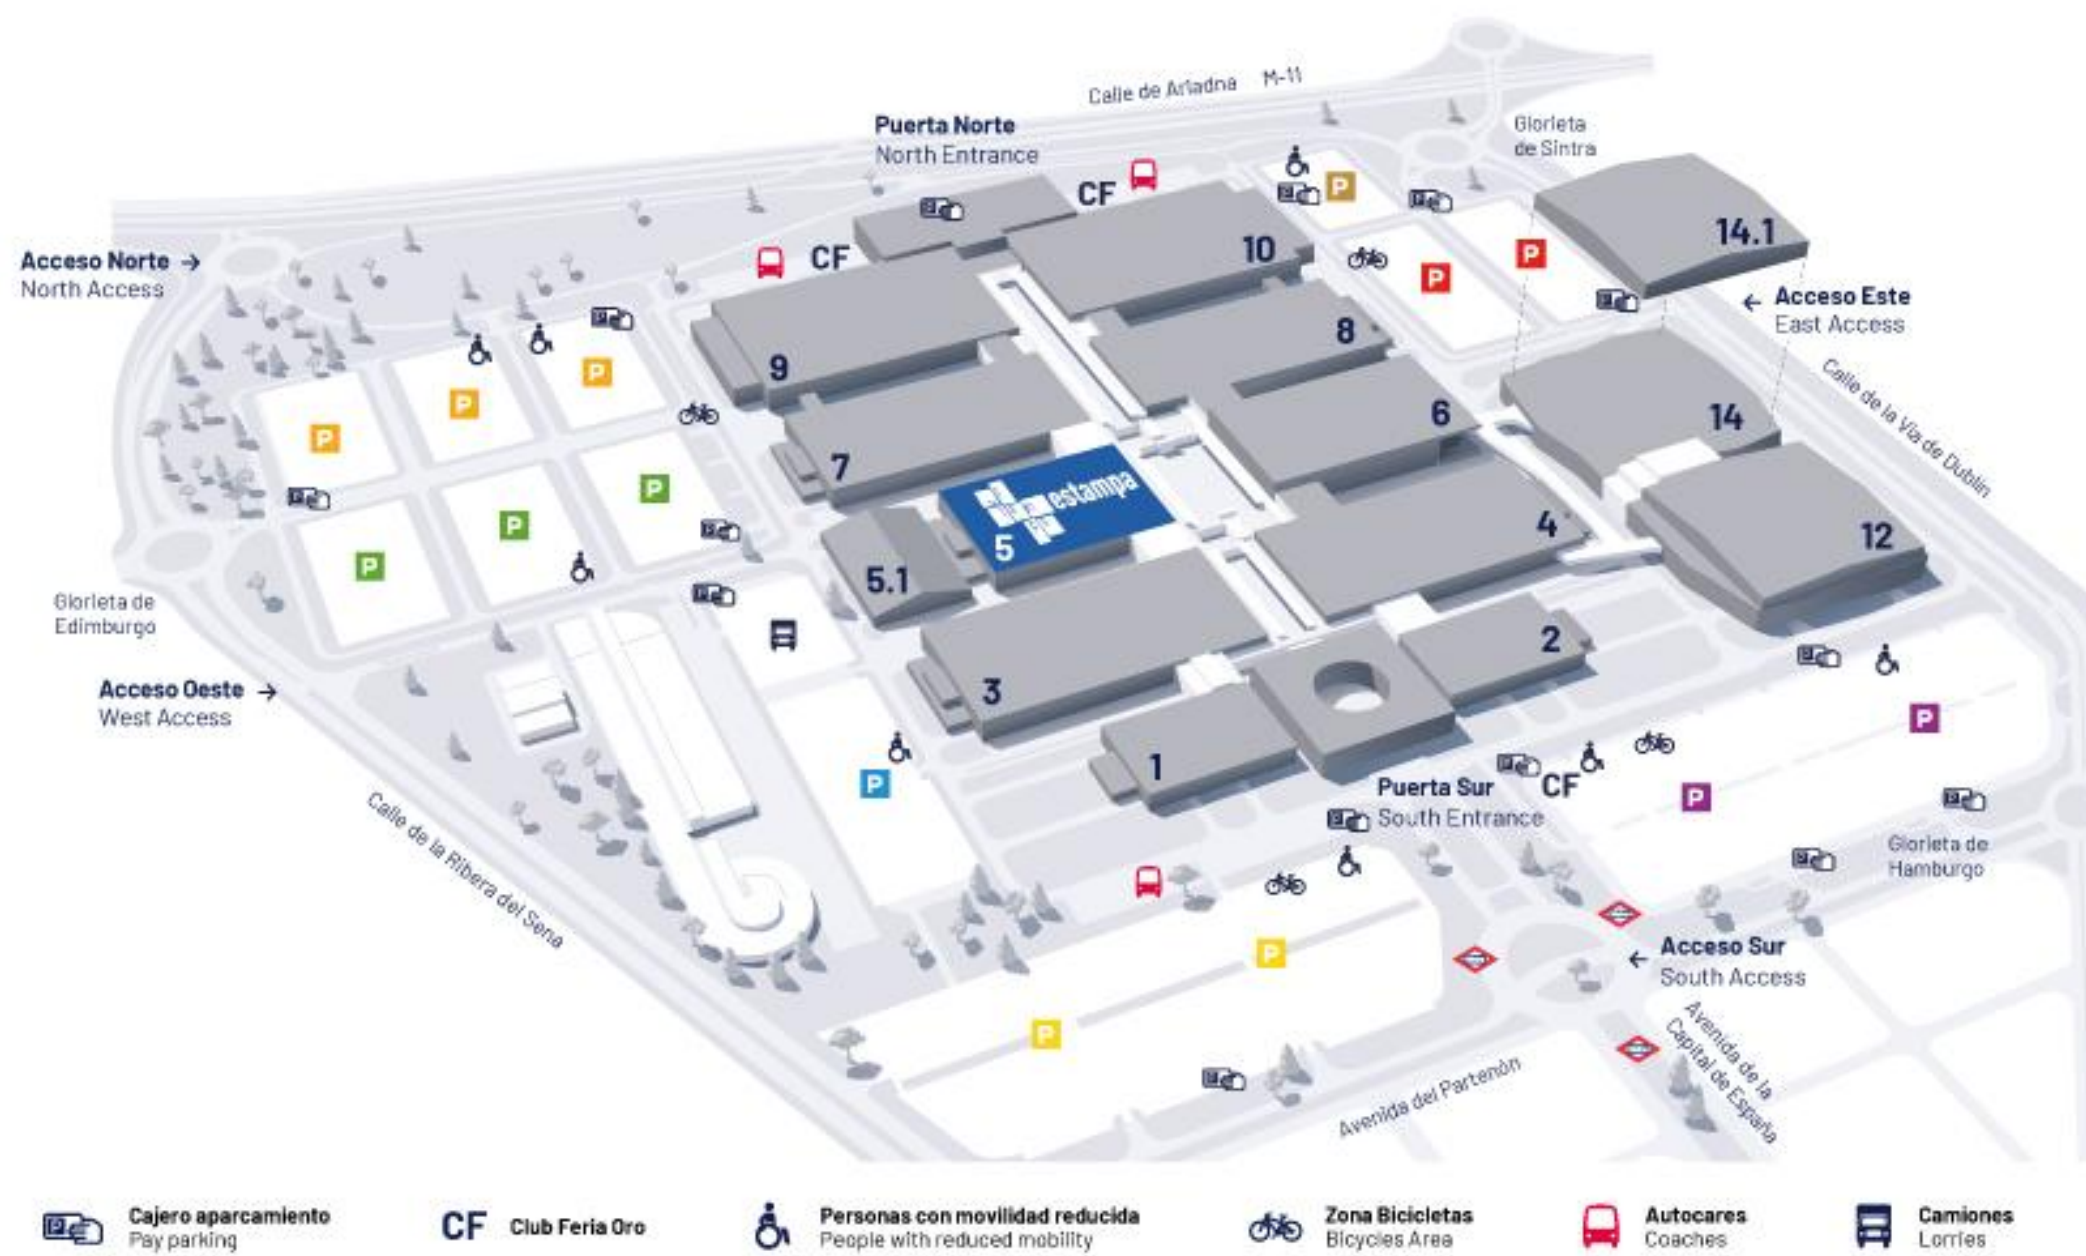 Calle de Ariadna M-11
Puerta Norte
North Entrance
Glorieta
de Sintra
CF
P
10
14.1
Acceso Norte →
North Access
CF
P
P
← Acceso Este
East Access
9
8
P
P
P
Calle de la Vía de Dublín
14
6
7
estampa
5
P
P
P
4
12
5.1
Glorieta de
Edimburgo
2
Acceso Oeste →
West Access
3
P
1
P
Puerta Sur
South Entrance
CF
P
Calle de la Ribera del Sena
Glorieta de
Hamburgo
P
← Acceso Sur
South Access
P
Avenida de la
Capital de España
Avenida del Partenón
Cajero aparcamiento
Pay parking
CF Club Feria Oro
Personas con movilidad reducida
People with reduced mobility
Zona Bicicletas
Bicycles Area
Autocares
Coaches
Camiones
Lorries